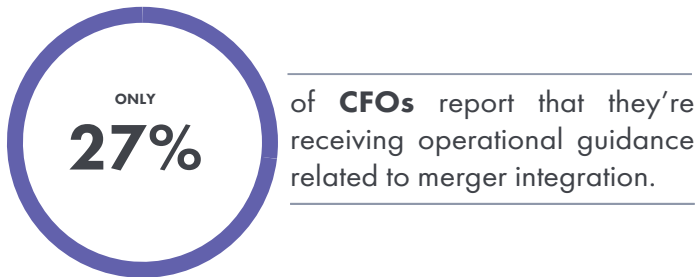 ONLY
27%
of CFOs report that they’re
receiving operational guidance
related to merger integration.